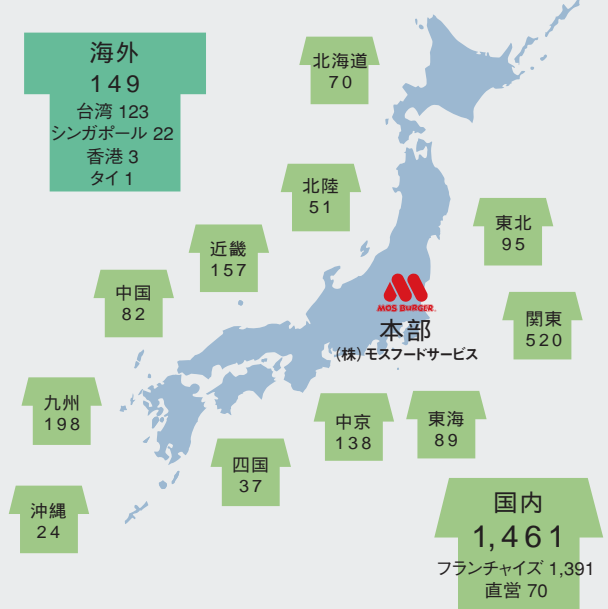 海外
149
台湾 123
シンガポール 22
香港 3
タイ 1
北海道
70
北陸
51
東北
95
近畿
157
中国
82
MOS BURGER
本部
(株)モスフードサービス
関東
520
九州
198
中京
138
東海
89
四国
37
沖縄
24
国内
1,461
フランチャイズ 1,391
直営 70